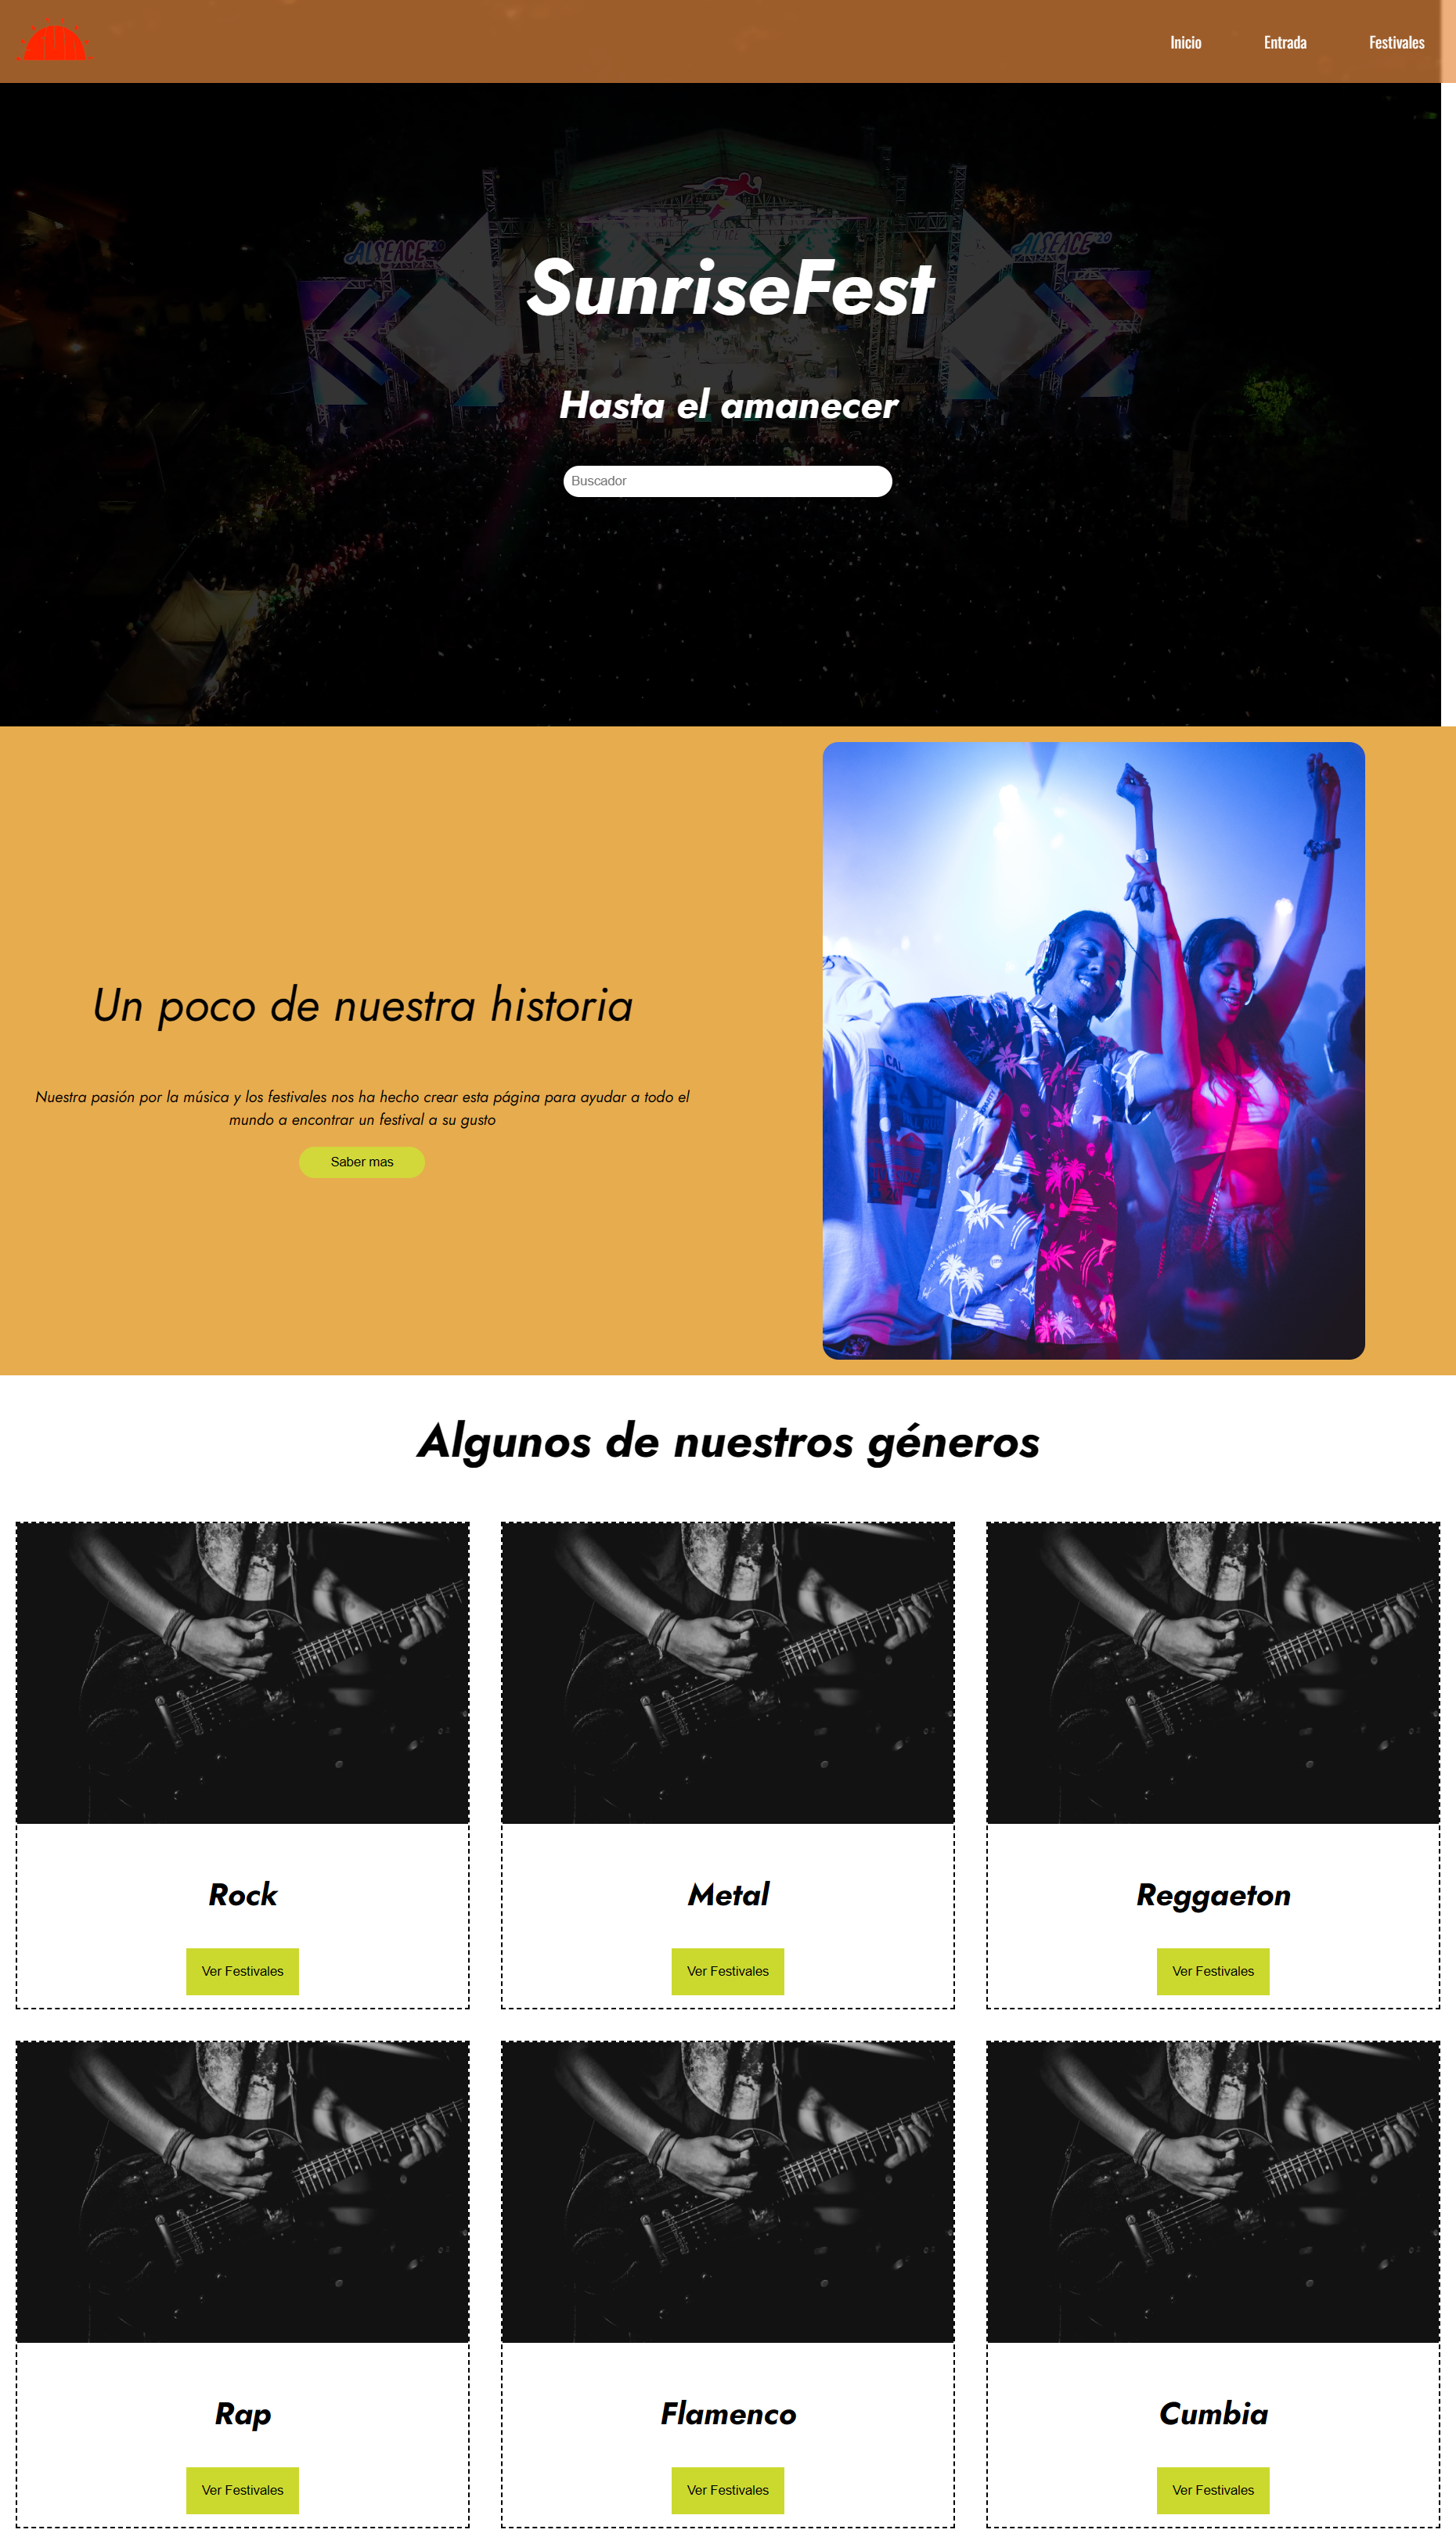 Inicio
Entrada
Festivales
ALSEACE'20
ALSEACE'20
SunriseFest
Hasta el amanecer
Buscador
Un poco de nuestra historia
Nuestra pasión por la música y los festivales nos ha hecho crear esta página para ayudar a todo el
mundo a encontrar un festival a su gusto
Saber mas
Algunos de nuestros géneros
Rock
Metal
Reggaeton
Ver Festivales
Ver Festivales
Ver Festivales
Rap
Flamenco
Cumbia
Ver Festivales
Ver Festivales
Ver Festivales